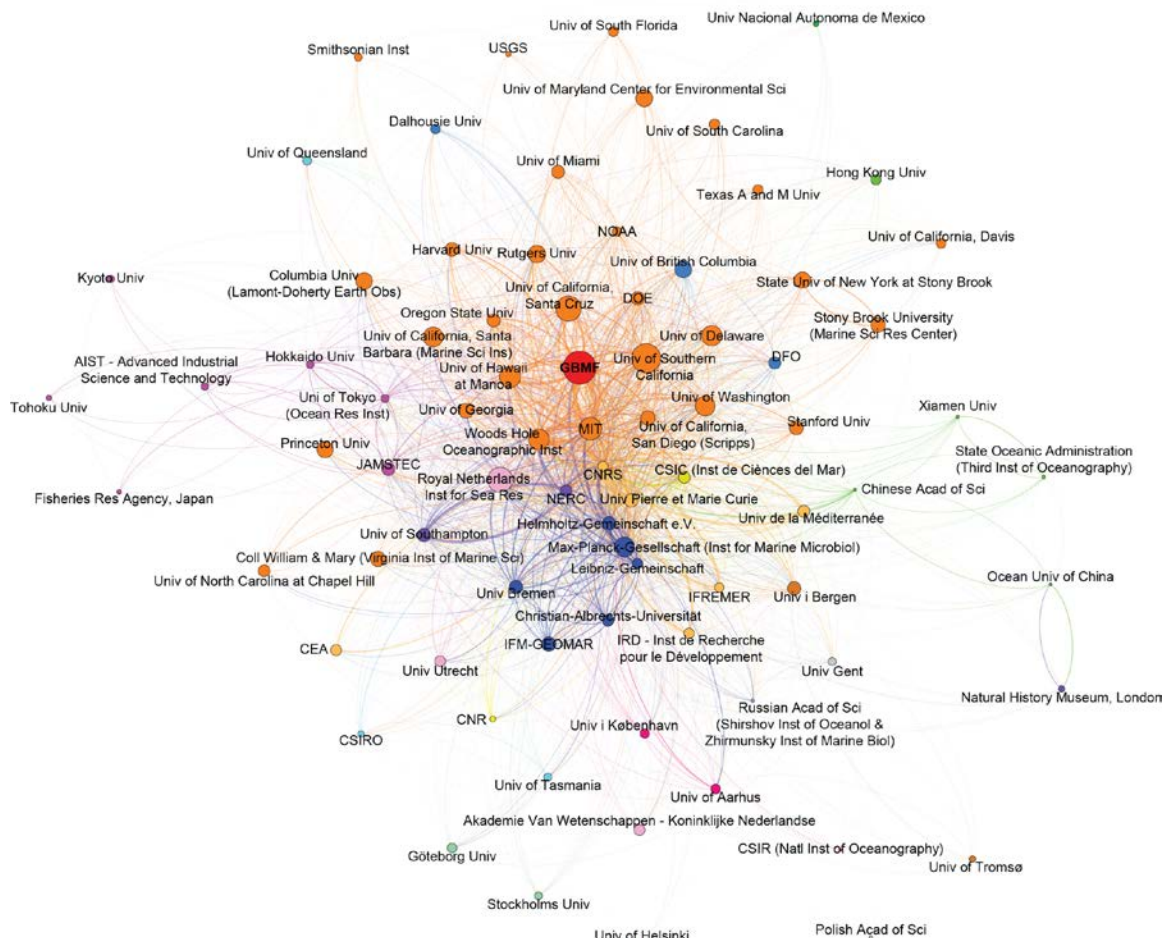 Univ of South Florida
Univ Nacional Autonoma de Mexico
Smithsonian Inst
USGS
Univ of Maryland Center for Environmental Sci
Dalhousie Univ
Univ of South Carolina
Univ of Queensland
Univ of Miami
Hong Kong Univ
Texas A and M Univ
NOAA
Univ of California, Davis
Harvard Univ
Rutgers Univ
Univ of British Columbia
Kyoto Univ
Columbia Univ
(Lamont-Doherty Earth Obs)
Univ of California,
Santa Cruz
DOE
State Univ of New York at Stony Brook
Oregon State Univ
Stony Brook University
(Marine Sci Res Center)
Univ of California, Santa
Barbara (Marine Sci Ins)
Univ of Delaware
AIST - Advanced Industrial
Science and Technology
Hokkaido Univ
Univ of Hawaii
at Manoa
GBMF
Univ of Southern
California
DFO
Tohoku Univ
Uni of Tokyo
(Ocean Res Inst)
Univ of Georgia
Univ of Washington
Xiamen Univ
Princeton Univ
Woods Hole
Oceanographic Inst
MIT
Univ of California,
San Diego (Scripps)
Stanford Univ
State Oceanic Administration
(Third Inst of Oceanography)
JAMSTEC
Royal Netherlands
Inst for Sea Res
CNRS
CSIC (Inst de Ciènces del Mar)
Fisheries Res Agency, Japan
NERC
Univ Pierre et Marie Curie
Chinese Acad of Sci
Univ of Southampton
Helmholtz-Gemeinschaft e.V.
Univ de la Méditerranée
Coll William & Mary (Virginia Inst of Marine Sci)
Max-Planck-Gesellschaft (Inst for Marine Microbiol)
Univ of North Carolina at Chapel Hill
Leibniz-Gemeinschaft
Ocean Univ of China
Univ Bremen
IFREMER
Univ i Bergen
Christian-Albrechts-Universität
CEA
IFM-GEOMAR
IRD - Inst de Recherche
pour le Développement
Univ Utrecht
Univ Gent
Natural History Museum, London
CNR
Univ i København
Russian Acad of Sci
(Shirshov Inst of Oceanol &
Zhirmunsky Inst of Marine Biol)
CSIRO
Univ of Tasmania
Univ of Aarhus
Akademie Van Wetenschappen - Koninklijke Nederlandse
Göteborg Univ
CSIR (Natl Inst of Oceanography)
Univ of Tromsø
Stockholms Univ
Univ of Helsinki
Polish Acad of Sci